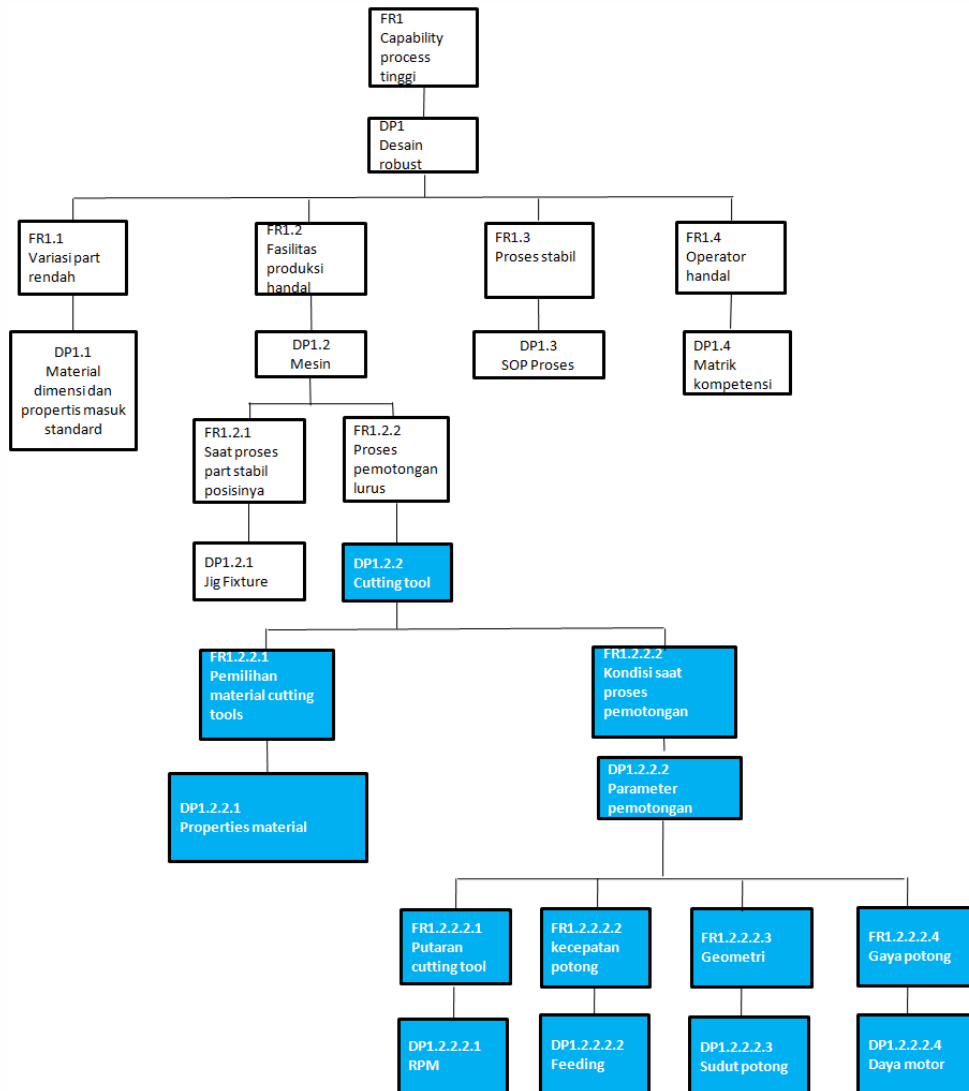 FR1
Capability
process
tinggi
DP1
Desain
robust
FR1.1
Variasi part
rendah
FR1.2
Fasilitas
produksi
handal
FR1.3
Proses stabil
FR1.4
Operator
handal
DP1.1
Material
dimensi dan
propertis masuk
standard
DP1.2
Mesin
DP1.3
SOP Proses
DP1.4
Matrik
kompetensi
FR1.2.1
Saat proses
part stabil
posisinya
FR1.2.2
Proses
pemotongan
lurus
DP1.2.1
Jig Fixture
DP1.2.2
Cutting tool
FR1.2.2.1
Pemilihan
material cutting
tools
FR1.2.2.2
Kondisi saat
proses
pemotongan
DP1.2.2.1
Properties material
DP1.2.2.2
Parameter
pemotongan
FR1.2.2.2.1
Putaran
cutting tool
FR1.2.2.2.2
kecepatan
potong
FR1.2.2.2.3
Geometri
FR1.2.2.2.4
Gaya potong
DP1.2.2.2.1
RPM
DP1.2.2.2.2
Feeding
DP1.2.2.2.3
Sudut potong
DP1.2.2.2.4
Daya motor